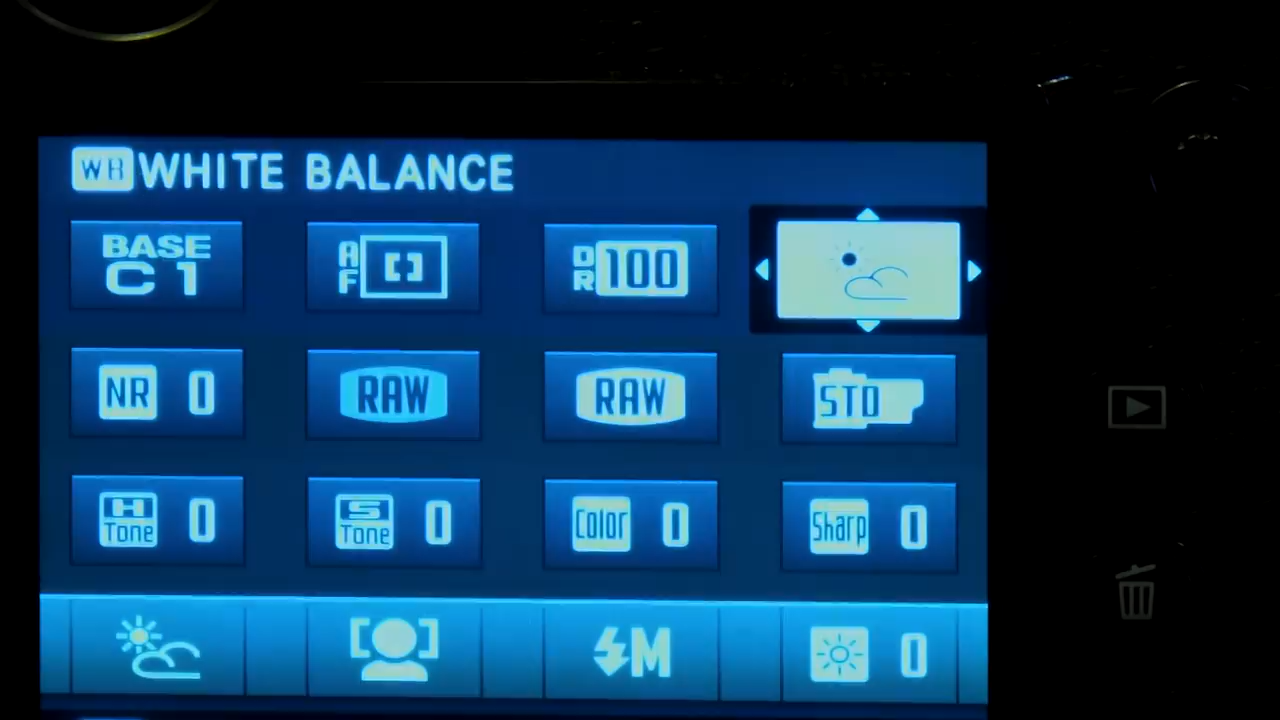 WB WHITE BALANCE
BASE C1
AF
DR 100
NR 0
RAW
RAW
STD
H Tone 0
S Tone 0
Color 0
Sharp 0
M
0